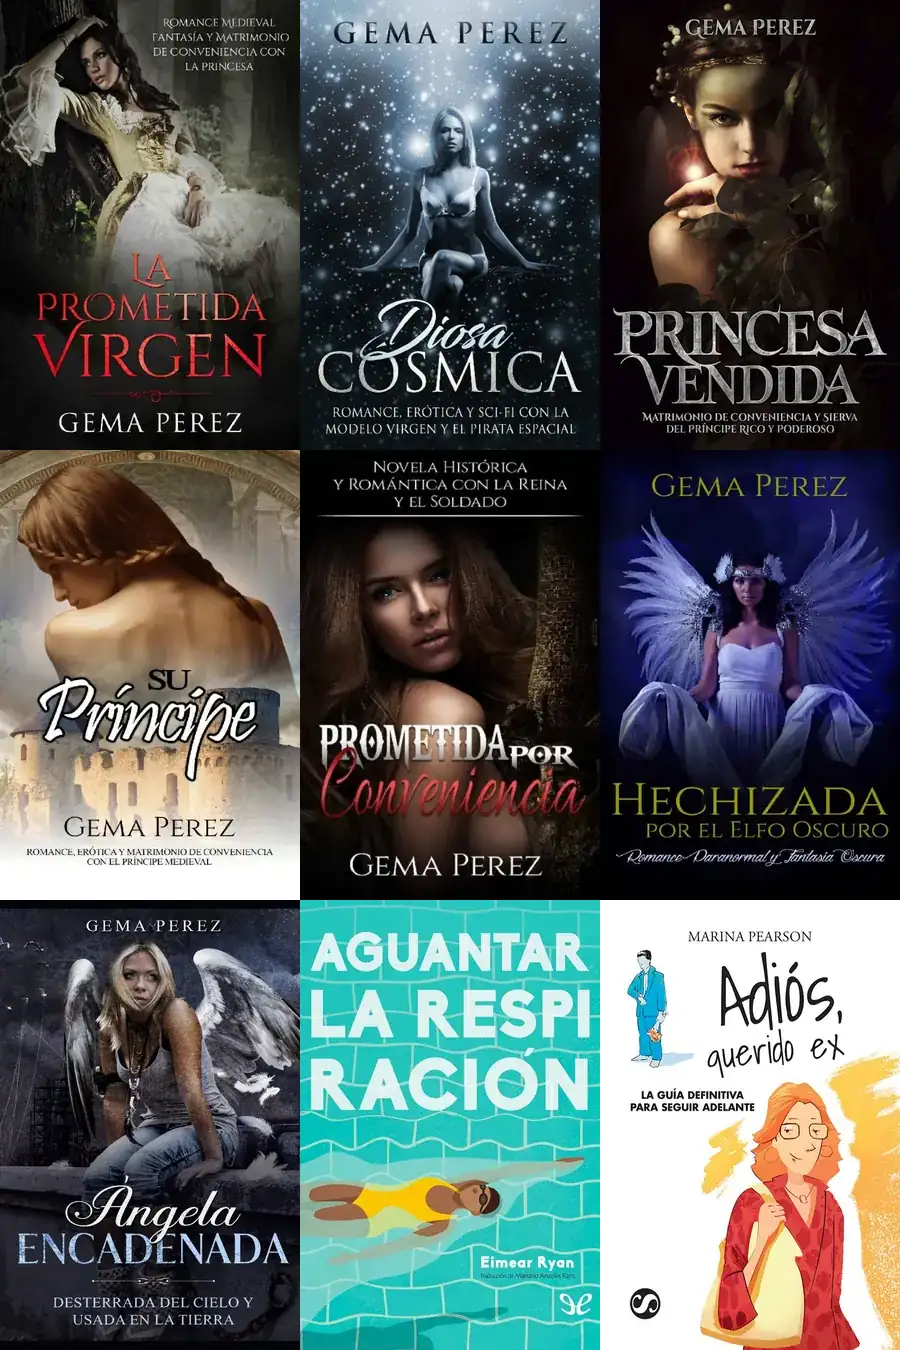 ROMANCE MEDIEVAL
FANTASÍA Y MATRIMONIO
DE CONVENIENCIA CON
LA PRINCESA
LA
PROMETIDA
VIRGEN
GEMA PEREZ
GEMA PEREZ
Diosa
COSMICA
ROMANCE, ERÓTICA Y SCI-FI CON LA
MODELO VIRGEN Y EL PIRATA ESPACIAL
GEMA PEREZ
PRINCESA
VENDIDA
MATRIMONIO DE CONVENIENCIA Y SIERVA
DEL PRÍNCIPE RICO Y PODEROSO
SU
Príncipe
GEMA PEREZ
ROMANCE, ERÓTICA Y MATRIMONIO DE CONVENIENCIA
CON EL PRÍNCIPE MEDIEVAL
NOVELA HISTÓRICA
Y ROMÁNTICA CON LA REINA
Y EL SOLDADO
PROMETIDA POR
Conveniencia
GEMA PEREZ
GEMA PEREZ
HECHIZADA
POR EL ELFO OSCURO
Romance Paranormal y Fantasía Oscura
GEMA PEREZ
Ángela
ENCADENADA
DESTERRADA DEL CIELO Y
USADA EN LA TIERRA
AGUANTAR
LA RESPI
RACIÓN
Eimear Ryan
Traducción de
MARINA PEARSON
Adiós,
querido ex
LA GUÍA DEFINITIVA
PARA SEGUIR ADELANTE